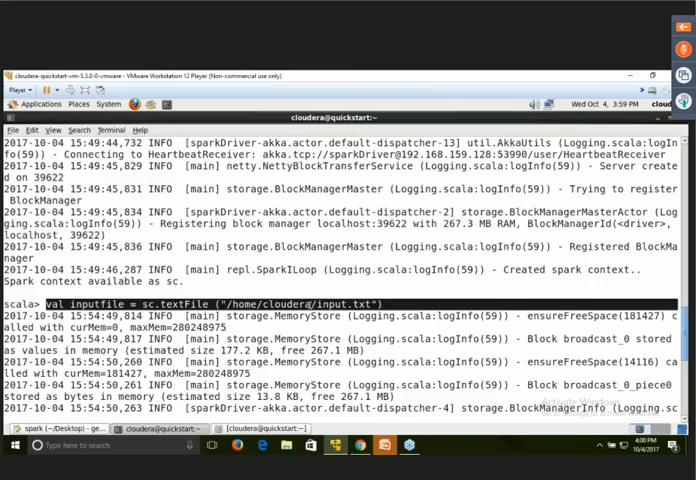 cloudera-quickstart-vm-5.3.0-0-vmware - VMware Workstation 12 Player (Non-commercial use only)
Player
Applications Places System Wed Oct 4, 3:59 PM cloud
cloudera@quickstart:~
File Edit View Search Terminal Help
2017-10-04 15:49:44,732 INFO [sparkDriver-akka.actor.default-dispatcher-13] util.AkkaUtils (Logging.scala:logIn
fo(59)) - Connecting to HeartbeatReceiver: akka.tcp://sparkDriver@192.168.159.128:53990/user/HeartbeatReceiver
2017-10-04 15:49:45,829 INFO [main] netty.NettyBlockTransferService (Logging.scala:logInfo(59)) - Server create
d on 39622
2017-10-04 15:49:45,831 INFO [main] storage.BlockManagerMaster (Logging.scala:logInfo(59)) - Trying to register
BlockManager
2017-10-04 15:49:45,834 INFO [sparkDriver-akka.actor.default-dispatcher-2] storage.BlockManagerMasterActor (Log
ging.scala:logInfo(59)) - Registering block manager localhost:39622 with 267.3 MB RAM, BlockManagerId(<driver>,
localhost, 39622)
2017-10-04 15:49:45,836 INFO [main] storage.BlockManagerMaster (Logging.scala:logInfo(59)) - Registered BlockMa
nager
2017-10-04 15:49:46,287 INFO [main] repl.SparkILoop (Logging.scala:logInfo(59)) - Created spark context..
Spark context available as sc.
scala> val inputfile = sc.textFile ("/home/cloudera/input.txt")
2017-10-04 15:54:49,814 INFO [main] storage.MemoryStore (Logging.scala:logInfo(59)) - ensureFreeSpace(181427) c
alled with curMem=0, maxMem=280248975
2017-10-04 15:54:49,817 INFO [main] storage.MemoryStore (Logging.scala:logInfo(59)) - Block broadcast_0 stored
as values in memory (estimated size 177.2 KB, free 267.1 MB)
2017-10-04 15:54:50,260 INFO [main] storage.MemoryStore (Logging.scala:logInfo(59)) - ensureFreeSpace(14116) c
alled with curMem=181427, maxMem=280248975
2017-10-04 15:54:50,261 INFO [main] storage.MemoryStore (Logging.scala:logInfo(59)) - Block broadcast_0_piece0
stored as bytes in memory (estimated size 13.8 KB, free 267.1 MB)
2017-10-04 15:54:50,263 INFO [sparkDriver-akka.actor.default-dispatcher-4] storage.BlockManagerInfo (Logging.sc
Activate Windows
spark (~/Desktop) - ge... cloudera@quickstart:~ [cloudera@quickstart:~]
Type here to search
4:00 PM
10/4/2017